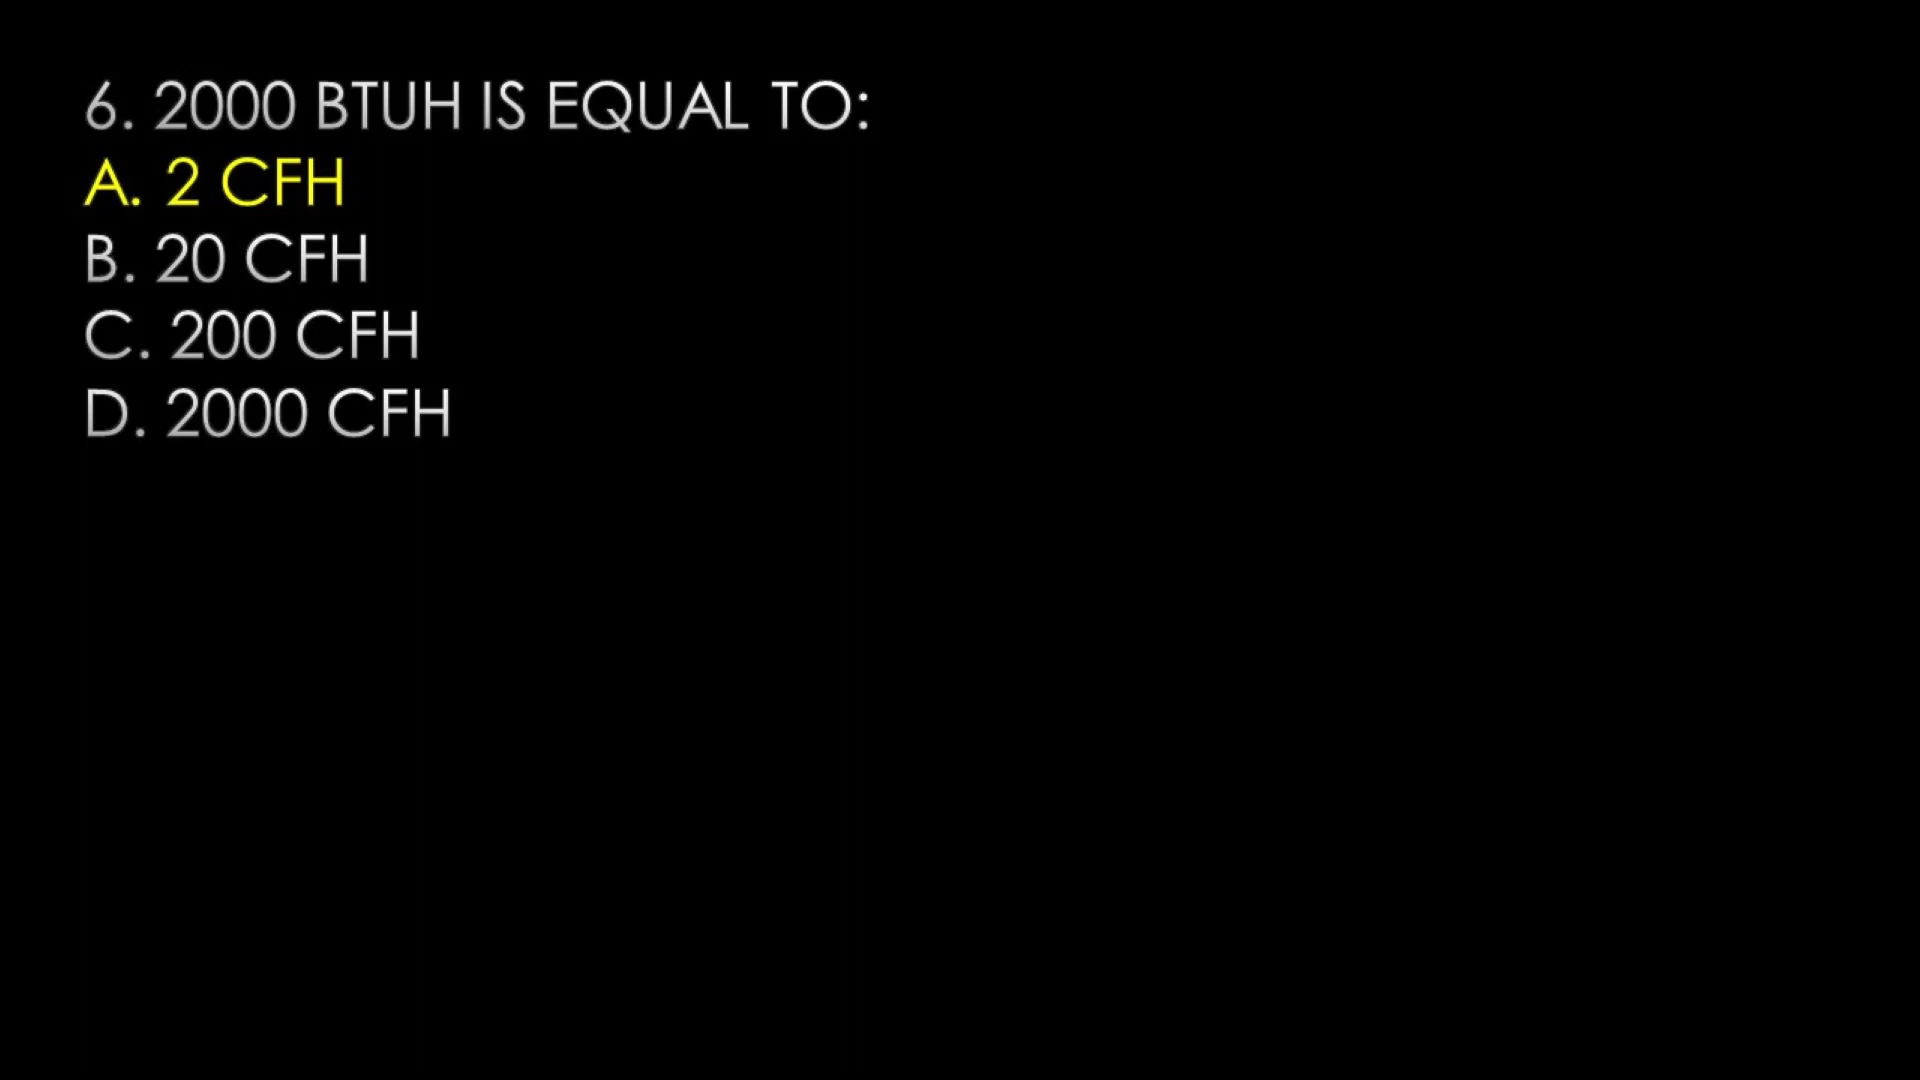 6. 2000 BTUH IS EQUAL TO:
A. 2 CFH
B. 20 CFH
C. 200 CFH
D. 2000 CFH